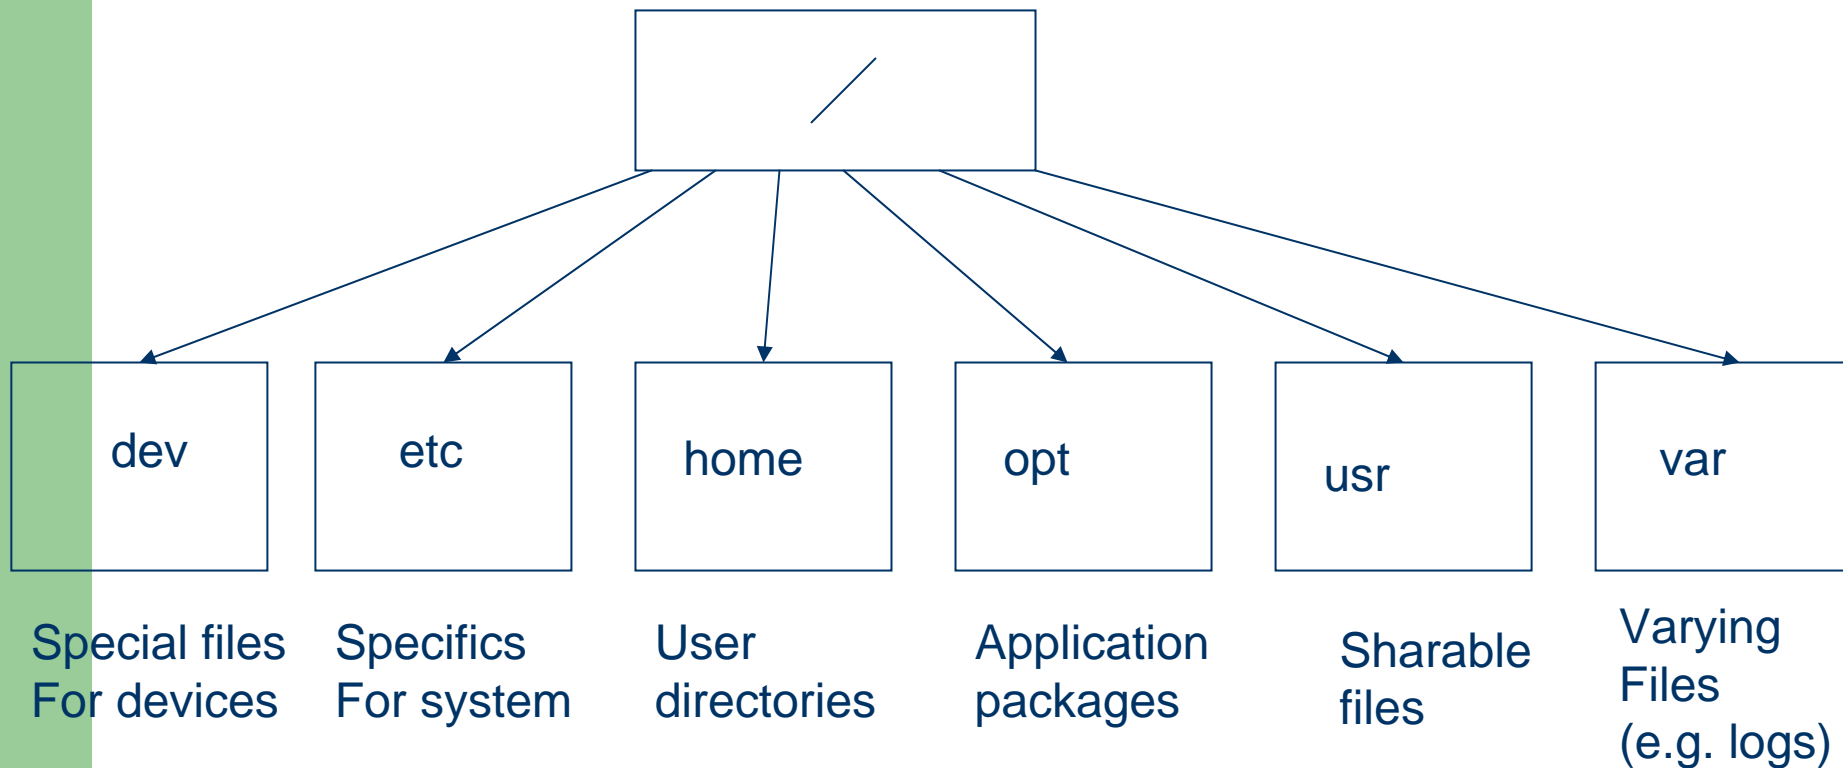 /
dev
etc
home
opt
usr
var
Special files
For devices
Specifics
For system
User
directories
Application
packages
Sharable
files
Varying
Files
(e.g. logs)